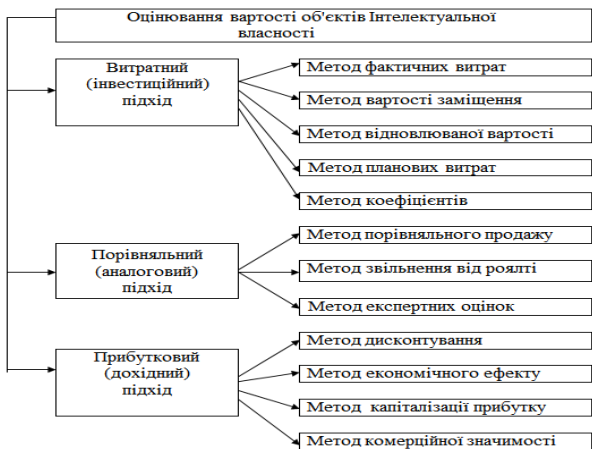 Оцінювання вартості об'єктів Інтелектуальної
власності
Витратний
(інвестиційний)
підхід
Метод фактичних витрат
Метод вартості заміщення
Метод відновлюваної вартості
Метод планових витрат
Метод коефіцієнтів
Порівняльний
(аналоговий)
підхід
Метод порівняльного продажу
Метод звільнення від роялті
Метод експертних оцінок
Прибутковий
(дохідний)
підхід
Метод дисконтування
Метод економічного ефекту
Метод капіталізації прибутку
Метод комерційної значимості